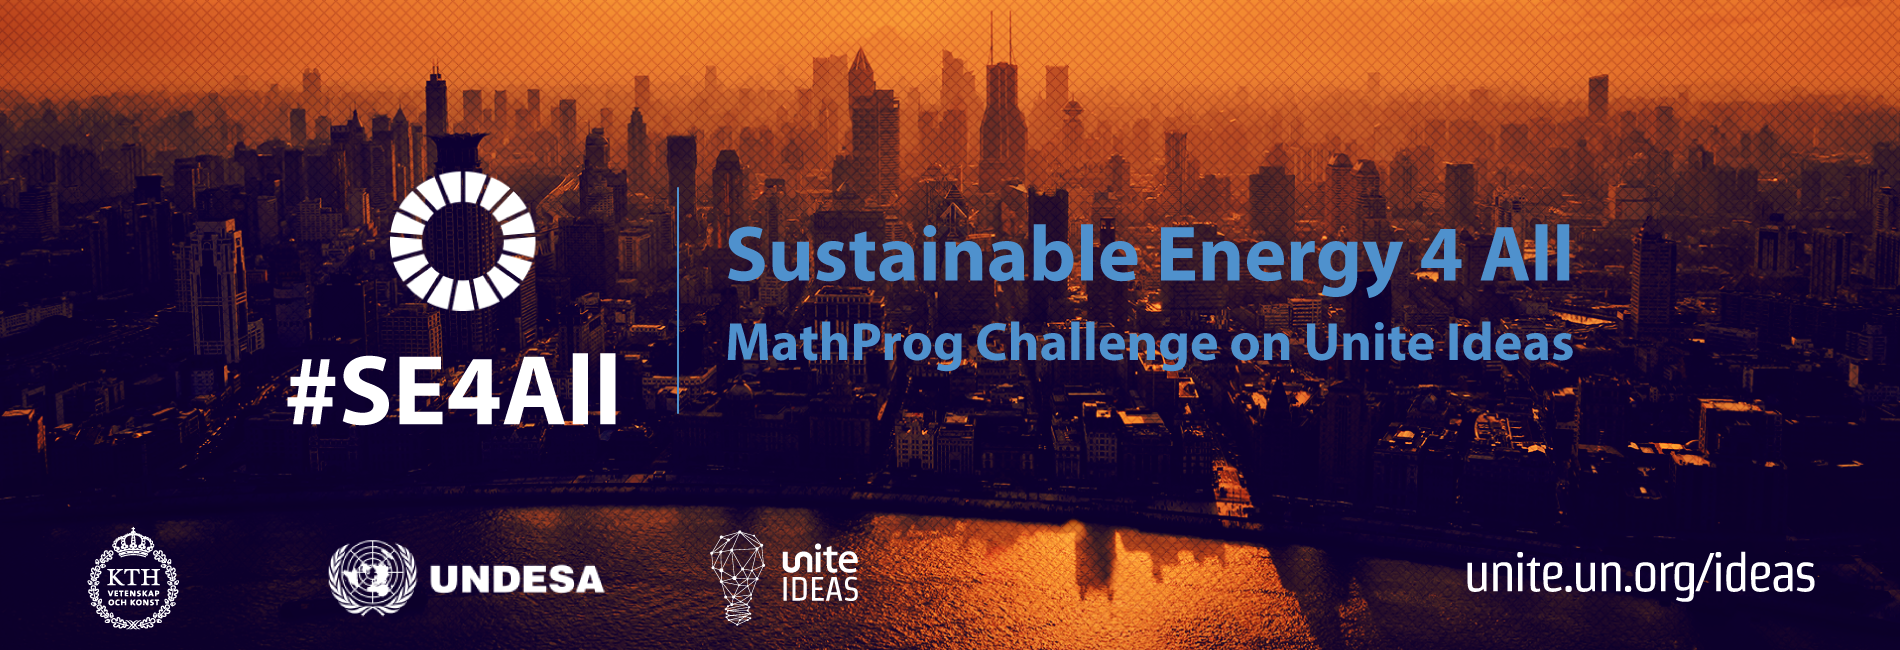 #SE4All
Sustainable Energy 4 All
MathProg Challenge on Unite Ideas
KTH
VETENSKAP
OCH KONST
UNDESA
unite
IDEAS
unite.un.org/ideas